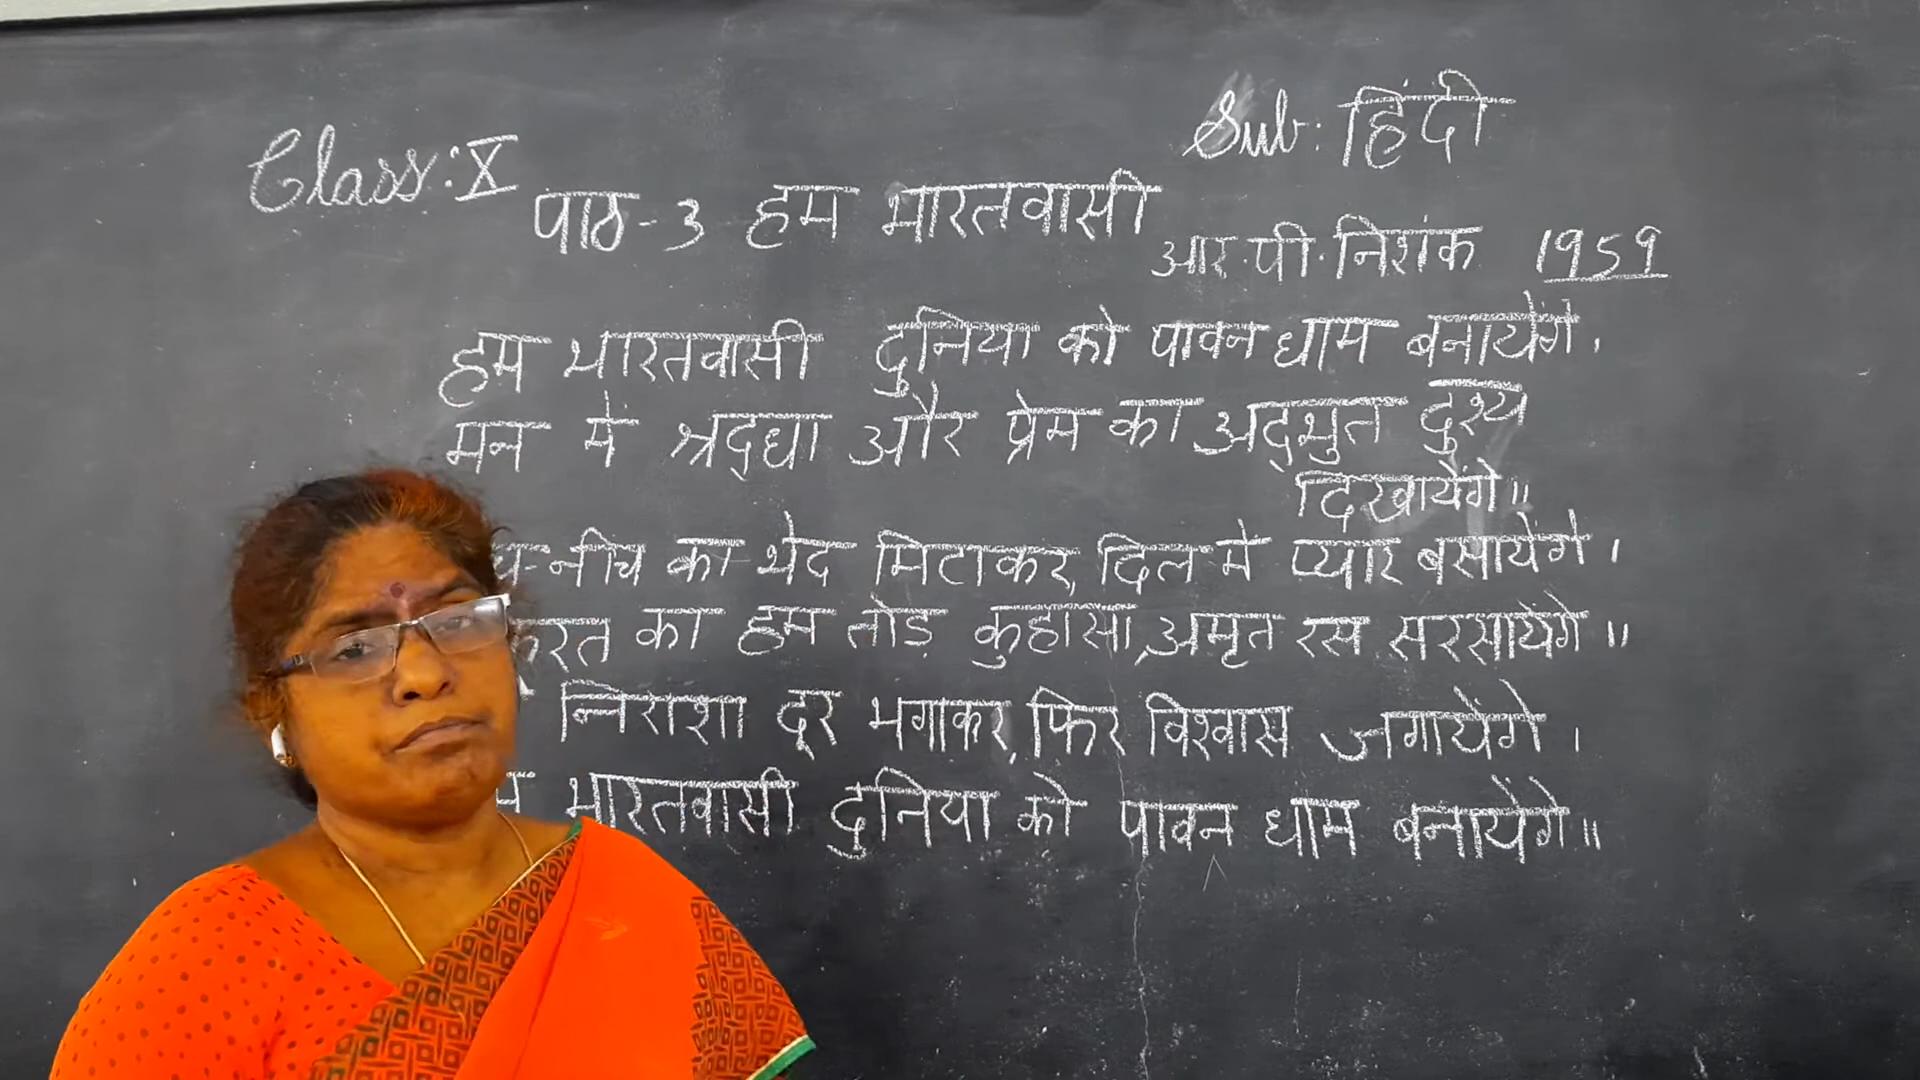 Class: X
Sub: हिंदी
पाठ-3 हम भारतवासी
आर.पी.निशंक 1959
हम भारतवासी दुनिया को पावन धाम बनायेंगे।
मन में श्रद्धा और प्रेम का अद्भुत दृश्य
दिखायेंगे॥
-नीच का भेद मिटाकर, दिल में प्यार बसायेंगे।
का हम तोड़ कुहासा, अमृत रस सरसायेंगे॥
निराशा दूर भगाकर, फिर विश्वास जगायेंगे।
भारतवासी दुनिया को पावन धाम बनायेंगे॥